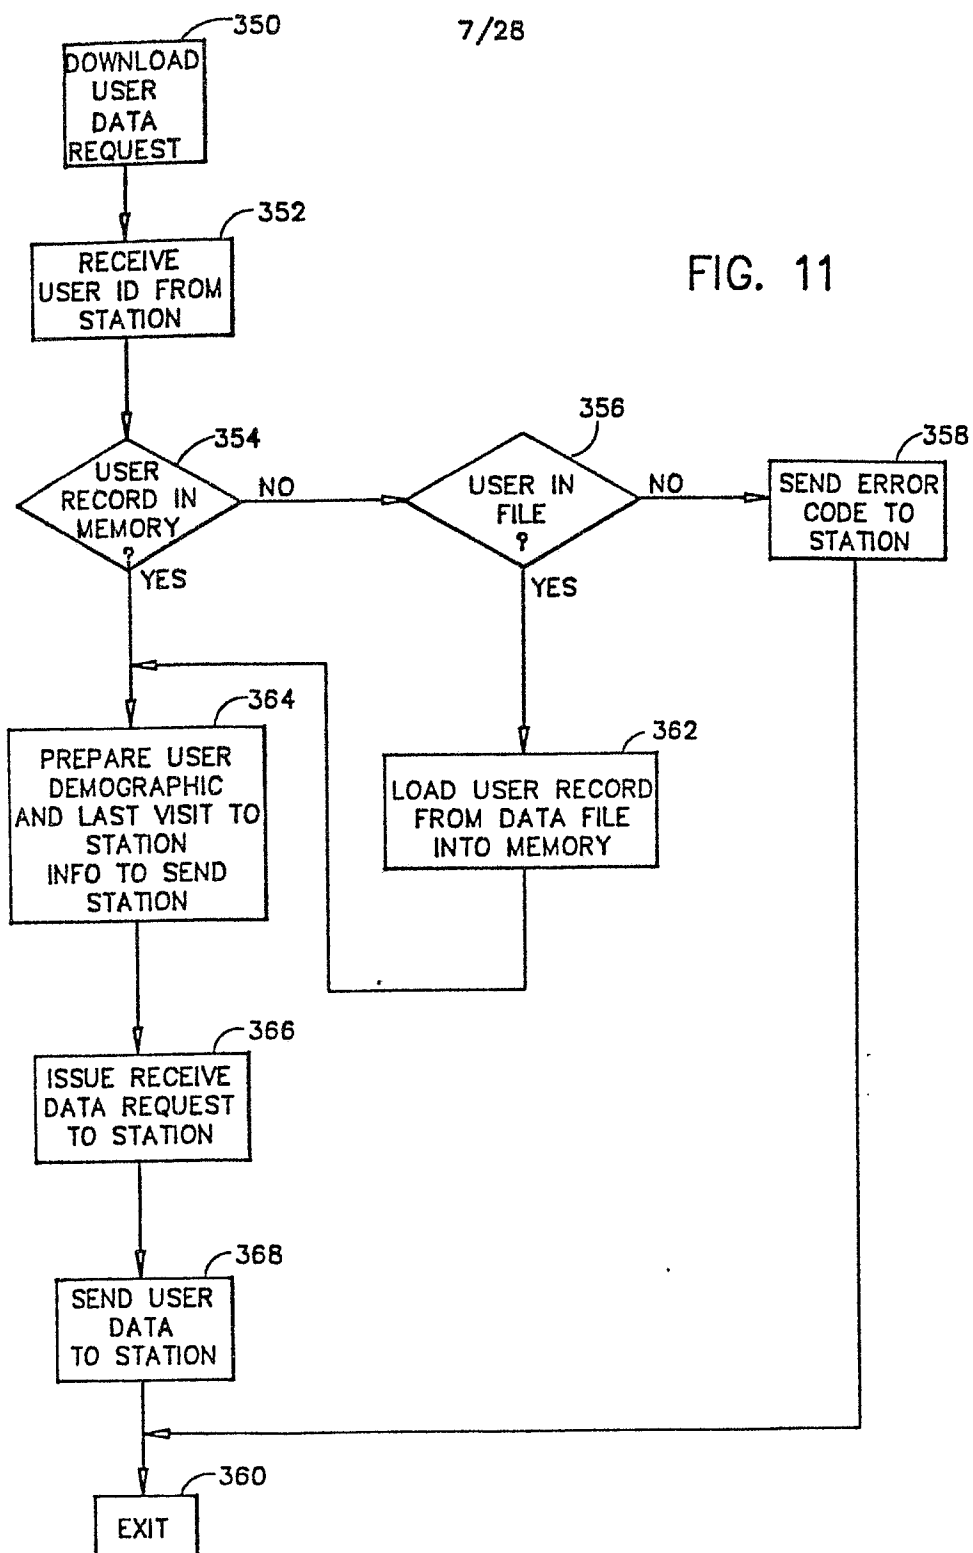 350
7/28
DOWNLOAD
USER
DATA
REQUEST
352
RECEIVE
USER ID FROM
STATION
FIG. 11
354
USER
RECORD IN
MEMORY
?
NO
YES
356
USER IN
FILE
?
NO
YES
358
SEND ERROR
CODE TO
STATION
364
PREPARE USER
DEMOGRAPHIC
AND LAST VISIT TO
STATION
INFO TO SEND
STATION
362
LOAD USER RECORD
FROM DATA FILE
INTO MEMORY
366
ISSUE RECEIVE
DATA REQUEST
TO STATION
368
SEND USER
DATA
TO STATION
360
EXIT